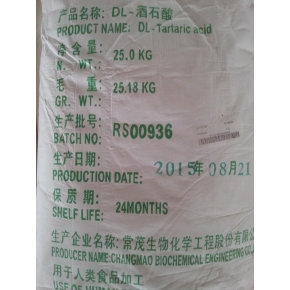 产品名称: DL-酒石酸
PRODUCT NAME: DL-Tartaric acid
净含量: 25.0 KG
NT. WT.:
毛 重: 25.18 KG
GR. WT.:
生产批号: RS00936
BATCH NO:
生产日期: 2015年08月21
PRODUCTION DATE:
保质期: 24MONTHS
SHELF LIFE:
生产企业名称: 常茂生物化学工程股份有限
PRODUCER NAME: CHANGMAO BIOCHEMICAL ENGINEERING CO.,
用于人类食品加工
USE OF HUMAN